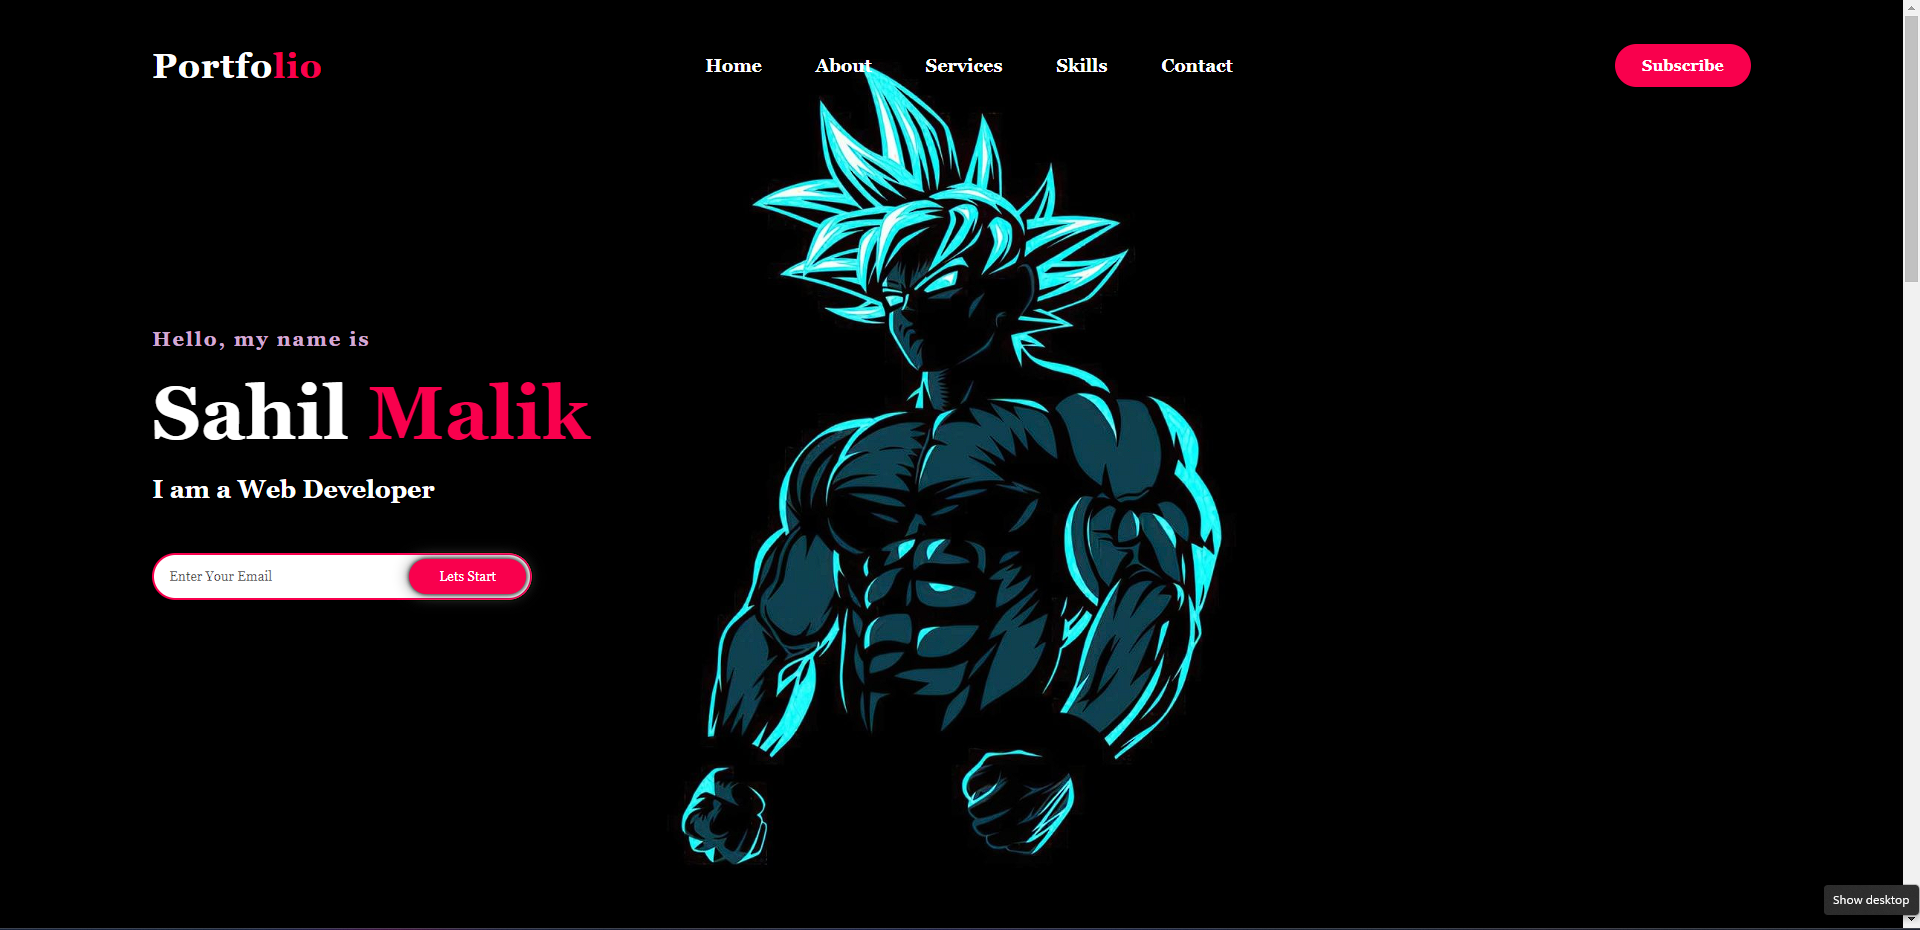 Portfolio
Home About Services Skills Contact
Subscribe
Hello, my name is
Sahil Malik
I am a Web Developer
Enter Your Email
Lets Start
Show desktop